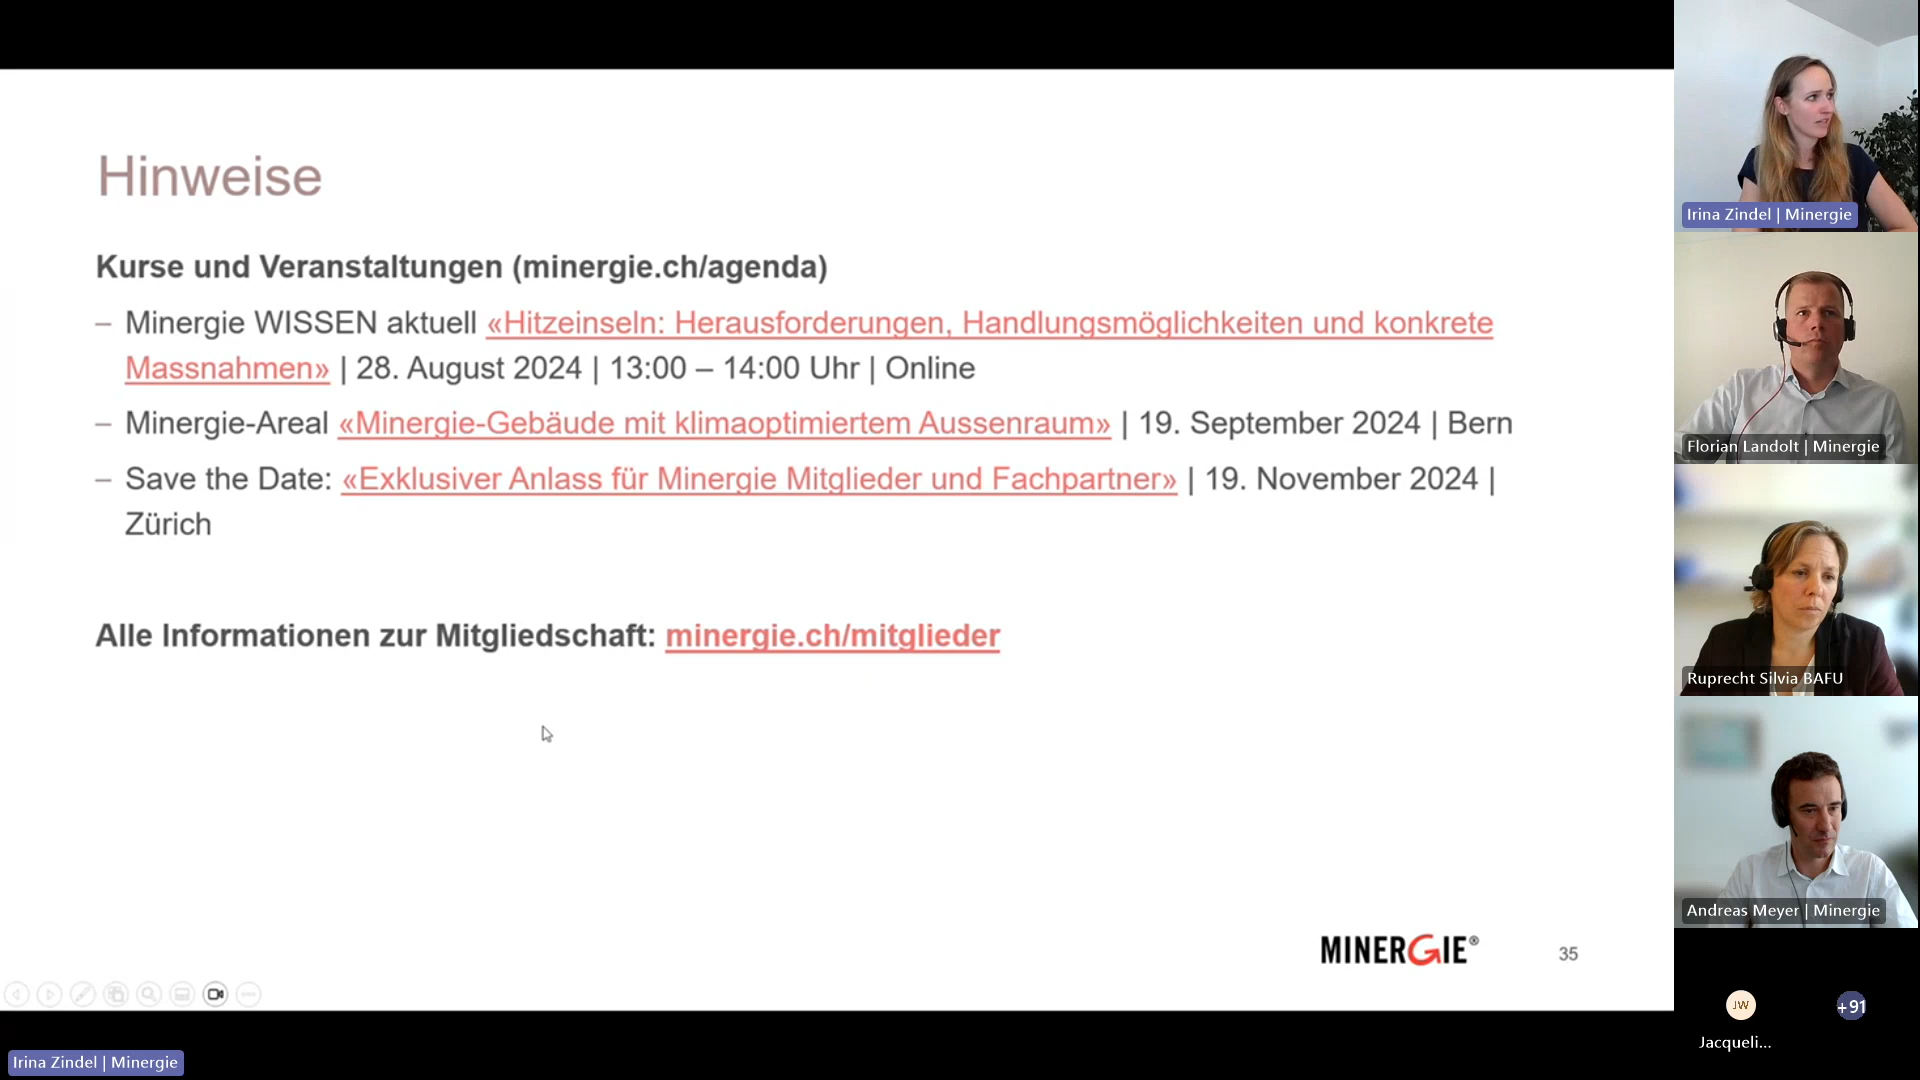 Hinweise
Kurse und Veranstaltungen (minergie.ch/agenda)
– Minergie WISSEN aktuell «Hitzeinseln: Herausforderungen, Handlungsmöglichkeiten und konkrete
Massnahmen» | 28. August 2024 | 13:00 – 14:00 Uhr | Online
– Minergie-Areal «Minergie-Gebäude mit klimaoptimiertem Aussenraum» | 19. September 2024 | Bern
– Save the Date: «Exklusiver Anlass für Minergie Mitglieder und Fachpartner» | 19. November 2024 |
Zürich
Alle Informationen zur Mitgliedschaft: minergie.ch/mitglieder
MINERGIE®
35
Irina Zindel | Minergie
Irina Zindel | Minergie
Florian Landolt | Minergie
Ruprecht Silvia BAFU
Andreas Meyer | Minergie
JW
+91
Jacqueli...